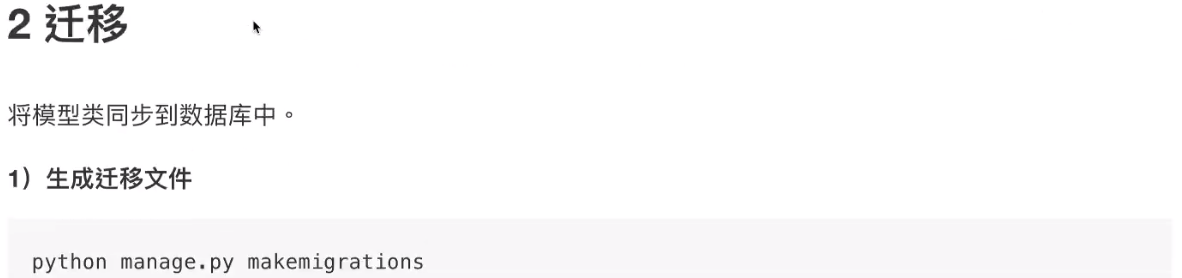 2 迁移
将模型类同步到数据库中。
1）生成迁移文件
python manage.py makemigrations